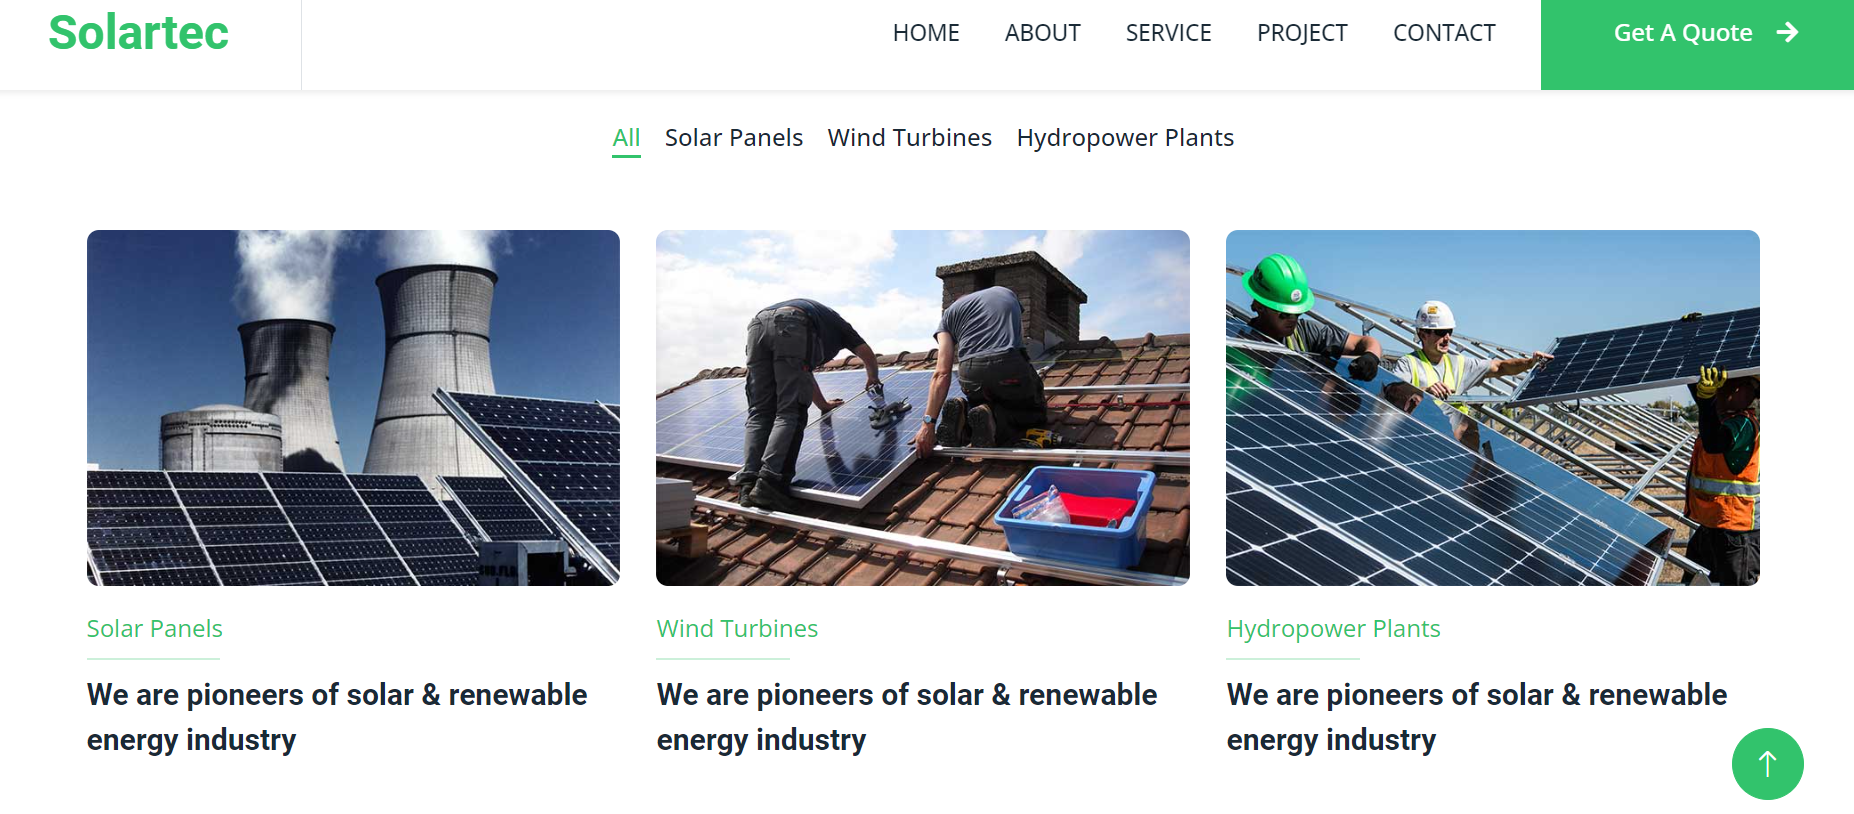 Solartec
HOME ABOUT SERVICE PROJECT CONTACT
Get A Quote
All Solar Panels Wind Turbines Hydropower Plants
Solar Panels
We are pioneers of solar & renewable
energy industry
Wind Turbines
We are pioneers of solar & renewable
energy industry
Hydropower Plants
We are pioneers of solar & renewable
energy industry